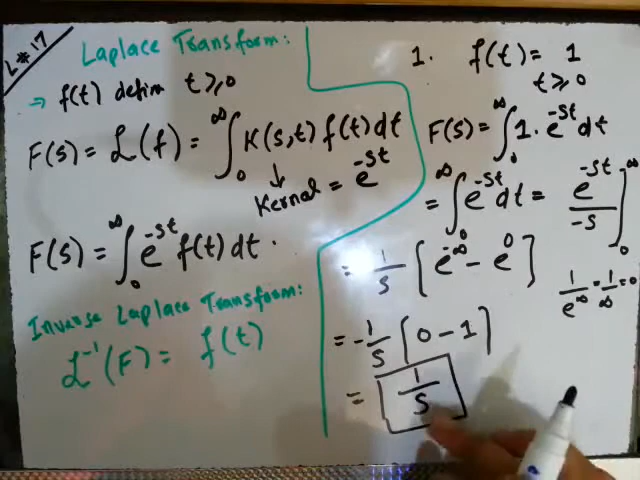 L#17
Laplace Transform:
→ f(t) defin t ≥ 0
F(s) = ℒ(f) = ∫₀^∞ K(s,t) f(t) dt
↓
Kernal = e^{-st}
F(s) = ∫₀^∞ e^{-st} f(t) dt.
Inverse Laplace Transform:
ℒ⁻¹(F) = f(t)
1. f(t) = 1
t ≥ 0
F(s) = ∫₀^∞ 1. e^{-st} dt
= ∫₀^∞ e^{-st} dt = e^{-st}/-s ]₀^∞
= 1/s [e^{-∞} - e^0]
1/e^∞ = 1/∞ = 0
= -1/s [0 - 1]
= 1/s